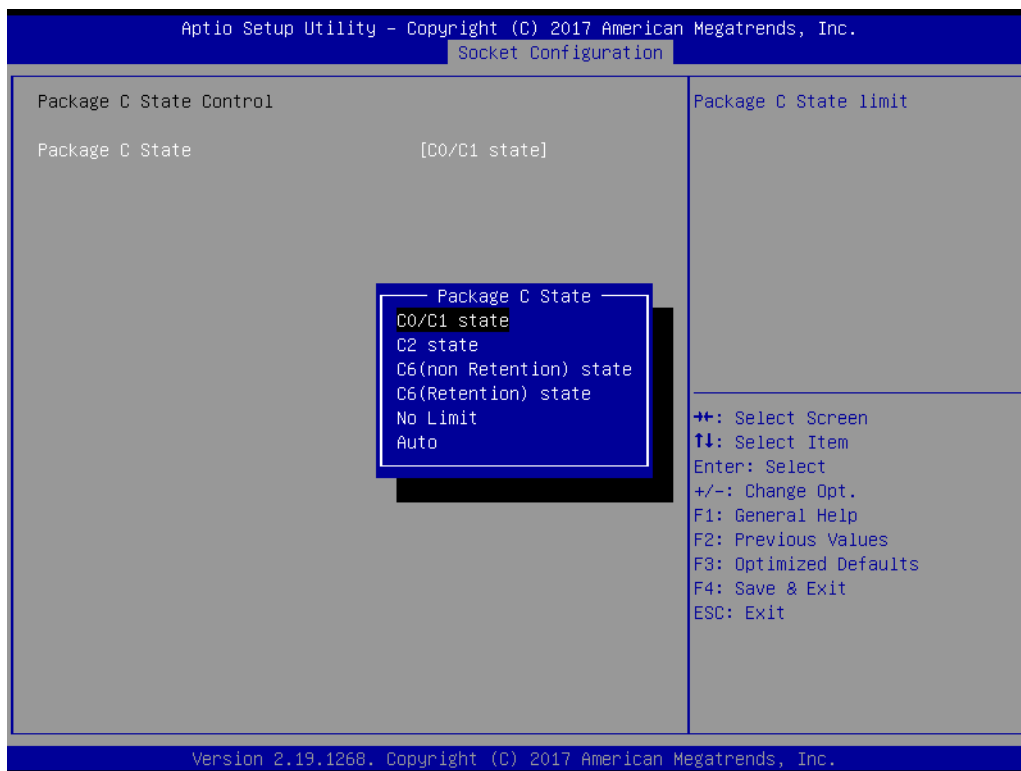 Aptio Setup Utility – Copyright (C) 2017 American Megatrends, Inc.
Socket Configuration
Package C State Control
Package C State [C0/C1 state]
Package C State limit
Package C State
C0/C1 state
C2 state
C6(non Retention) state
C6(Retention) state
No Limit
Auto
→←: Select Screen
↑↓: Select Item
Enter: Select
+/-: Change Opt.
F1: General Help
F2: Previous Values
F3: Optimized Defaults
F4: Save & Exit
ESC: Exit
Version 2.19.1268. Copyright (C) 2017 American Megatrends, Inc.